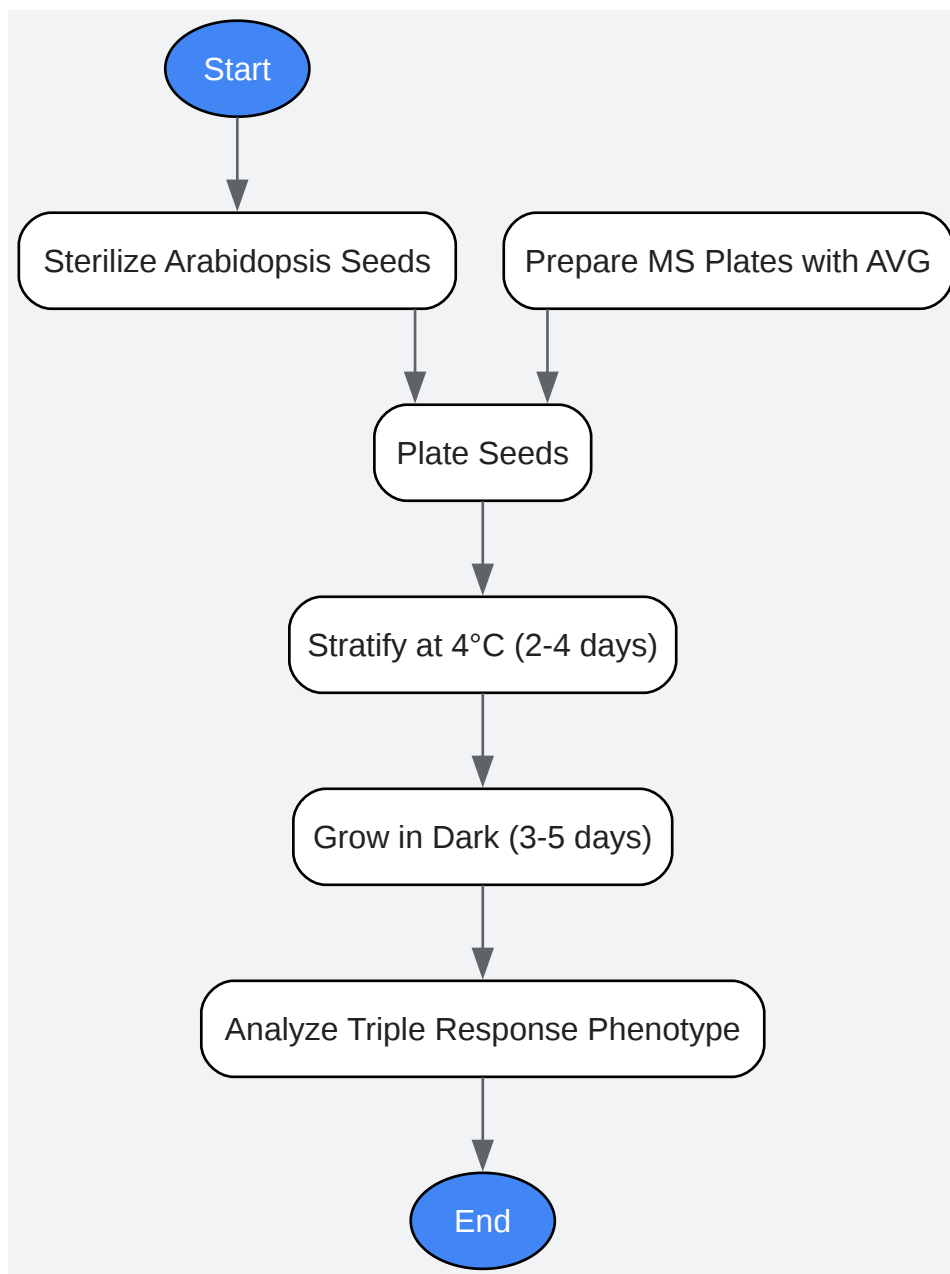 Start
Sterilize Arabidopsis Seeds
Prepare MS Plates with AVG
Plate Seeds
Stratify at 4°C (2-4 days)
Grow in Dark (3-5 days)
Analyze Triple Response Phenotype
End